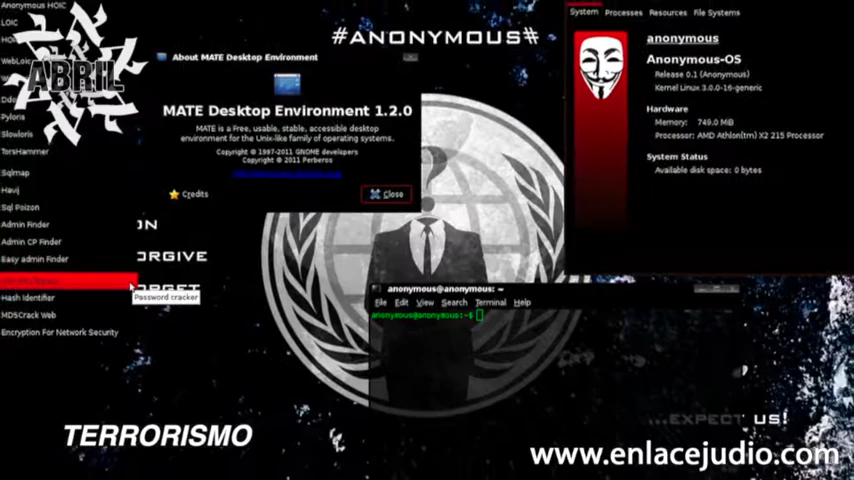 Anonymous HOIC
LOIC
Pyloris
Slowloris
TorsHammer
Sqlmap
Havij
Sql Poizon
Admin Finder
Admin CP Finder
Easy admin Finder
Hash Identifier
MD5Crack Web
Encryption For Network Security
Password cracker
ABRIL
#ANONYMOUS#
About MATE Desktop Environment
MATE Desktop Environment 1.2.0
MATE is a Free, usable, stable, accessible desktop
environment for the Unix-like family of operating systems.
Copyright © 1997-2011 GNOME developers
Copyright © 2011 Perberos
Credits
Close
System Processes Resources File Systems
anonymous
Anonymous-OS
Release 0.1 (Anonymous)
Kernel Linux 3.0.0-16-generic
Hardware
Memory: 749.0 MiB
Processor: AMD Athlon(tm) X2 215 Processor
System Status
Available disk space: 0 bytes
ON
ORGIVE
ORGET
anonymous@anonymous: ~
File Edit View Search Terminal Help
anonymous@anonymous:~$
...EXPECT US!
TERRORISMO
www.enlacejudio.com